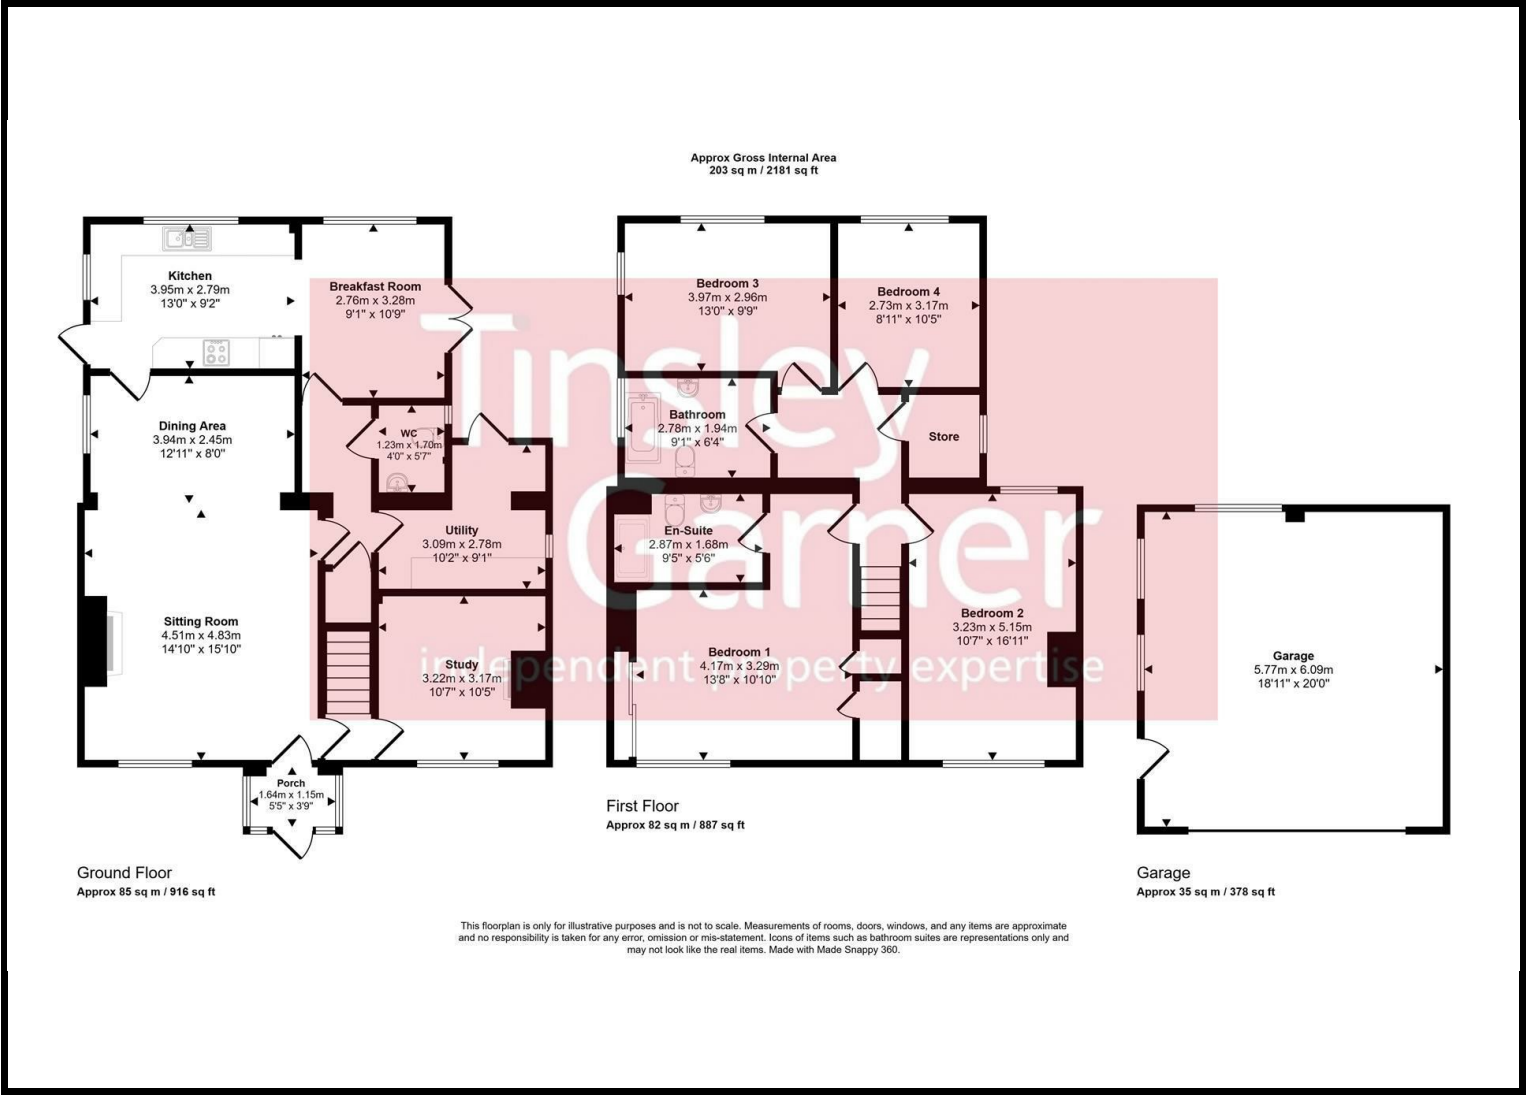 Approx Gross Internal Area
203 sq m / 2181 sq ft
Kitchen
3.95m x 2.79m
13'0" x 9'2"
Breakfast Room
2.76m x 3.28m
9'1" x 10'9"
Dining Area
3.94m x 2.45m
12'11" x 8'0"
WC
1.23m x 1.70m
4'0" x 5'7"
Utility
3.09m x 2.78m
10'2" x 9'1"
Sitting Room
4.51m x 4.83m
14'10" x 15'10"
Study
3.22m x 3.17m
10'7" x 10'5"
Porch
1.64m x 1.15m
5'5" x 3'9"
Ground Floor
Approx 85 sq m / 916 sq ft
Bedroom 3
3.97m x 2.96m
13'0" x 9'9"
Bedroom 4
2.73m x 3.17m
8'11" x 10'5"
Bathroom
2.78m x 1.94m
9'1" x 6'4"
Store
En-Suite
2.87m x 1.68m
9'5" x 5'6"
Bedroom 1
4.17m x 3.29m
13'8" x 10'10"
Bedroom 2
3.23m x 5.15m
10'7" x 16'11"
First Floor
Approx 82 sq m / 887 sq ft
Garage
5.77m x 6.09m
18'11" x 20'0"
Garage
Approx 35 sq m / 378 sq ft
Tinsley
Garner
independent property expertise
This floorplan is only for illustrative purposes and is not to scale. Measurements of rooms, doors, windows, and any items are approximate
and no responsibility is taken for any error, omission or mis-statement. Icons of items such as bathroom suites are representations only and
may not look like the real items. Made with Made Snappy 360.